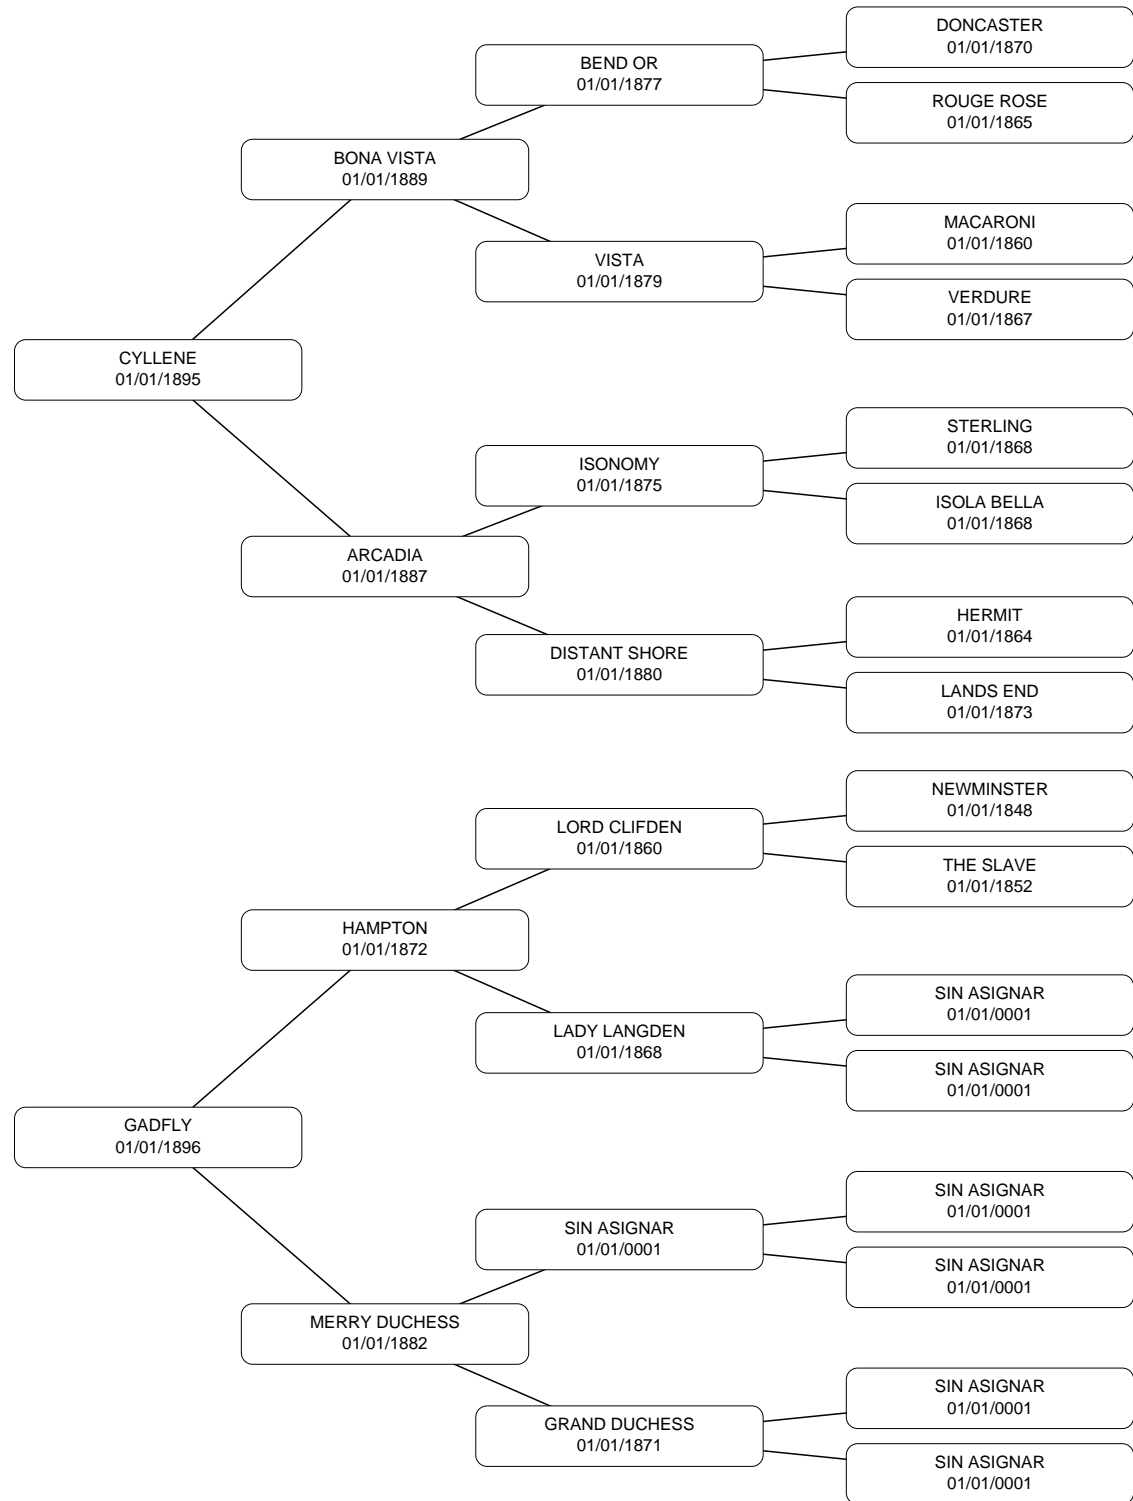 DONCASTER
01/01/1870
BEND OR
01/01/1877
ROUGE ROSE
01/01/1865
BONA VISTA
01/01/1889
MACARONI
01/01/1860
VISTA
01/01/1879
VERDURE
01/01/1867
CYLLENE
01/01/1895
STERLING
01/01/1868
ISONOMY
01/01/1875
ISOLA BELLA
01/01/1868
ARCADIA
01/01/1887
HERMIT
01/01/1864
DISTANT SHORE
01/01/1880
LANDS END
01/01/1873
NEWMINSTER
01/01/1848
LORD CLIFDEN
01/01/1860
THE SLAVE
01/01/1852
HAMPTON
01/01/1872
SIN ASIGNAR
01/01/0001
LADY LANGDEN
01/01/1868
SIN ASIGNAR
01/01/0001
GADFLY
01/01/1896
SIN ASIGNAR
01/01/0001
SIN ASIGNAR
01/01/0001
SIN ASIGNAR
01/01/0001
MERRY DUCHESS
01/01/1882
SIN ASIGNAR
01/01/0001
GRAND DUCHESS
01/01/1871
SIN ASIGNAR
01/01/0001